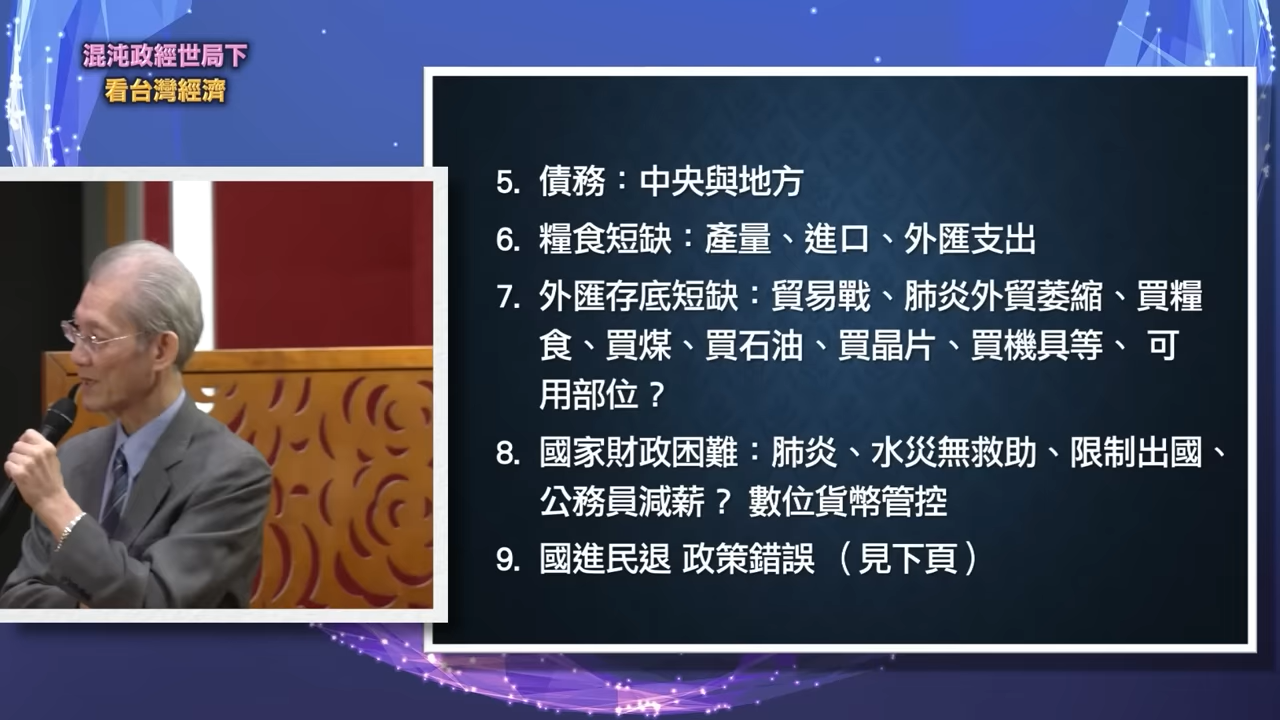 混沌政經世局下
看台灣經濟
5. 債務：中央與地方
6. 糧食短缺：產量、進口、外匯支出
7. 外匯存底短缺：貿易戰、肺炎外貿萎縮、買糧
食、買煤、買石油、買晶片、買機具等、 可
用部位？
8. 國家財政困難：肺炎、水災無救助、限制出國、
公務員減薪？ 數位貨幣管控
9. 國進民退 政策錯誤 （見下頁）